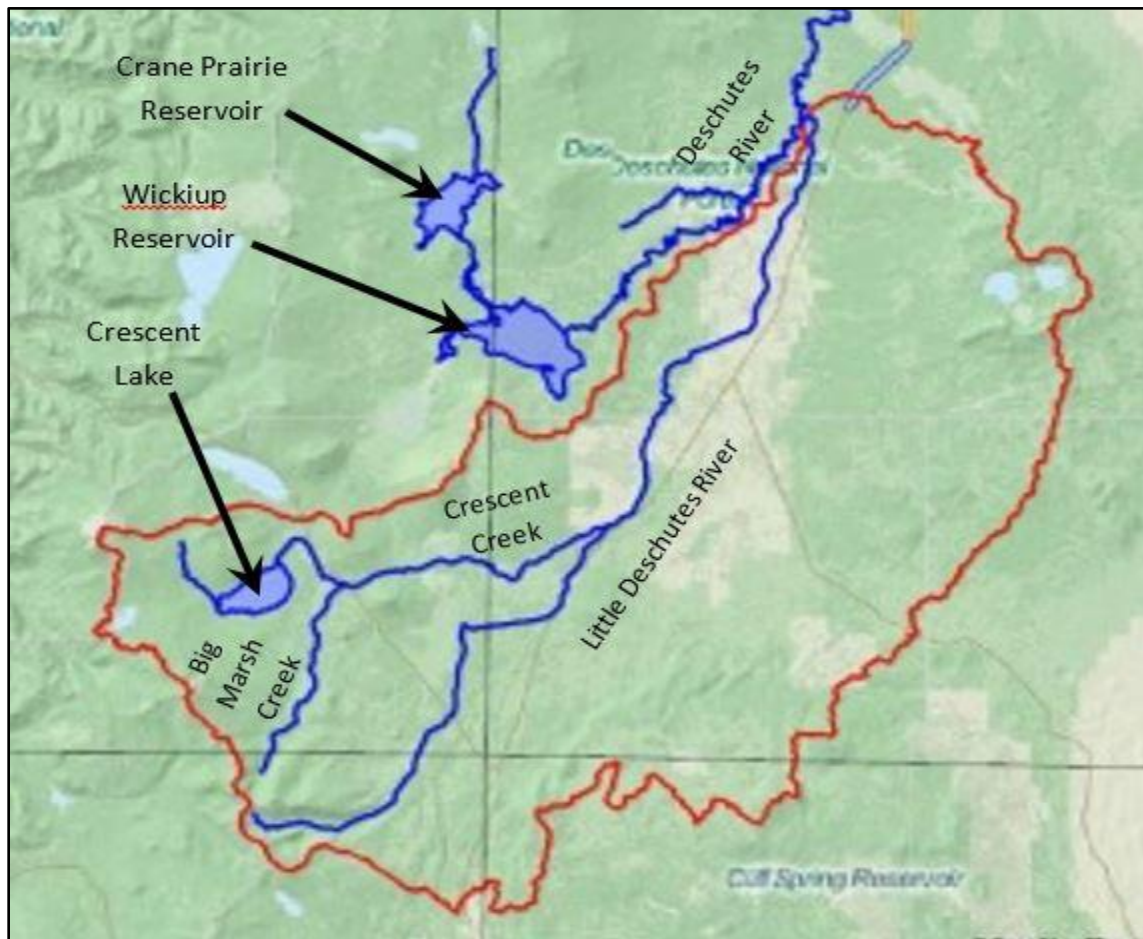 ional
Crane Prairie
Reservoir
Wickiup
Reservoir
Crescent
Lake
Deschutes
River
Crescent
Creek
Little Deschutes River
Big
Marsh
Creek
Cliff Spring Reservoir